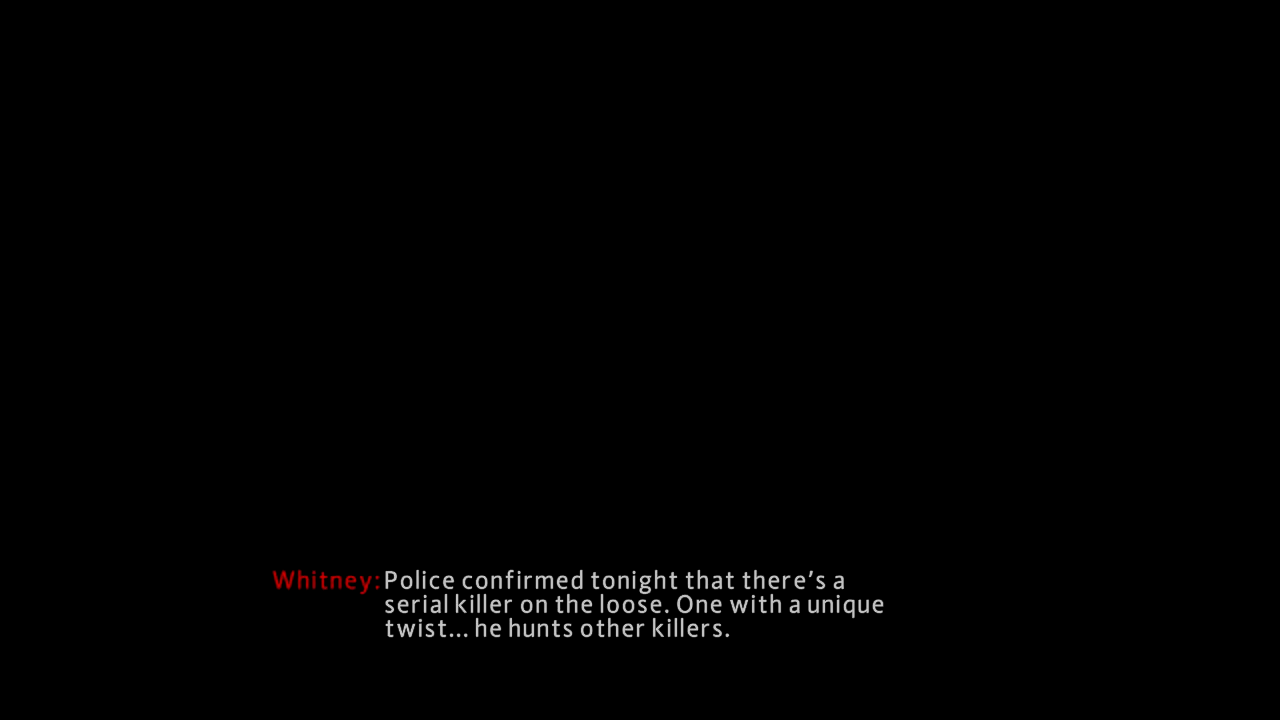 Whitney: Police confirmed tonight that there’s a
serial killer on the loose. One with a unique
twist... he hunts other killers.